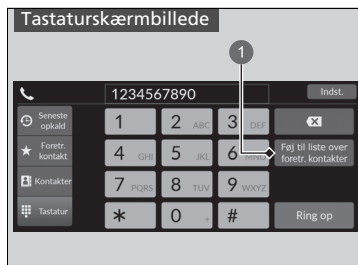 Tastaturskærmbillede
1
1234567890
Indst.
Seneste
opkald
1
2 ABC
3 DEF
Foretr.
kontakt
4 GHI
5 JKL
6 MNO
Føj til liste over
foretr. kontakter
Kontakter
7 PQRS
8 TUV
9 WXYZ
Tastatur
*
0 +
#
Ring op